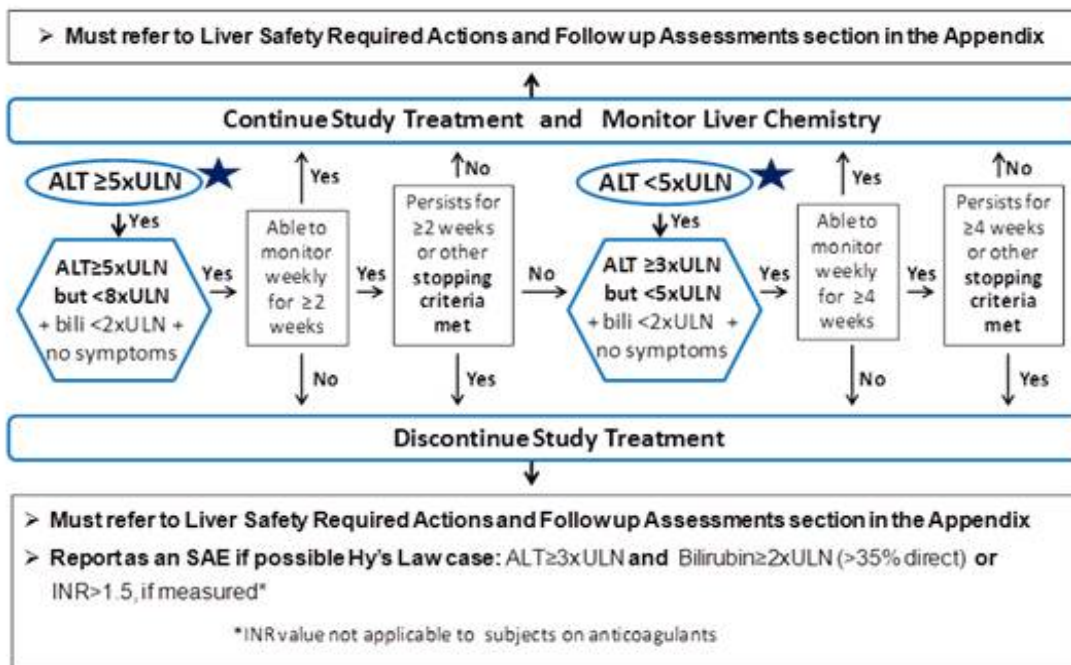 ➢ Must refer to Liver Safety Required Actions and Follow up Assessments section in the Appendix
Continue Study Treatment and Monitor Liver Chemistry
ALT ≥5xULN
Yes
ALT≥5xULN
but <8xULN
+ bili <2xULN +
no symptoms
Yes
Yes
Able to
monitor
weekly
for ≥2
weeks
No
Yes
No
Persists for
≥2 weeks
or other
stopping
criteria
met
Yes
No
ALT <5xULN
Yes
ALT ≥3xULN
but <5xULN
+ bili <2xULN +
no symptoms
Yes
Yes
Able to
monitor
weekly
for ≥4
weeks
No
Yes
No
Persists for
≥4 weeks
or other
stopping
criteria
met
Yes
Discontinue Study Treatment
➢ Must refer to Liver Safety Required Actions and Follow up Assessments section in the Appendix
➢ Report as an SAE if possible Hy's Law case: ALT≥3xULN and Bilirubin≥2xULN (>35% direct) or
INR>1.5, if measured*
*INR value not applicable to subjects on anticoagulants